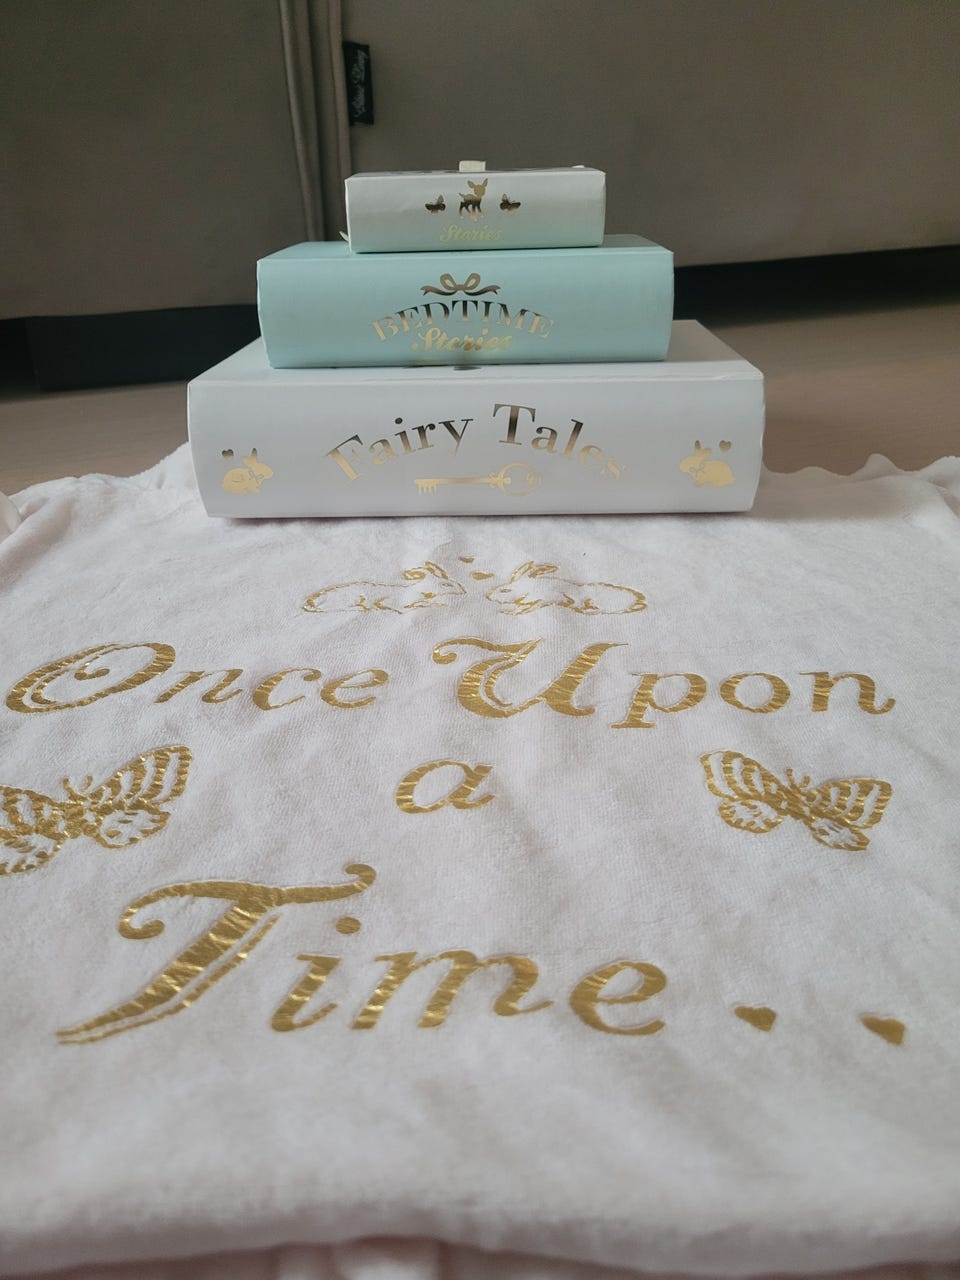 Stories
BEDTIME
Stories
Fairy Tales
Once Upon
a
Time..